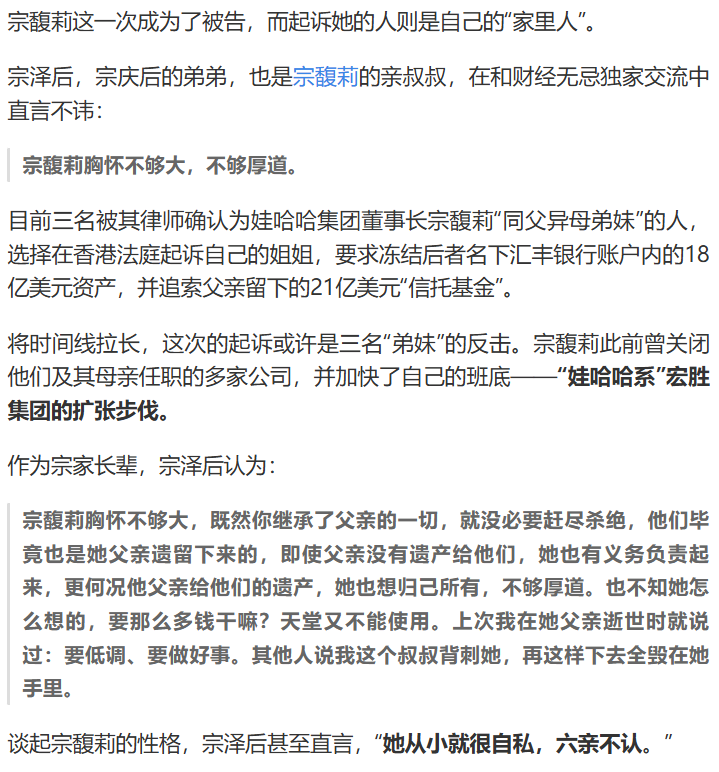 宗馥莉这一次成为了被告，而起诉她的人则是自己的“家里人”。
宗泽后，宗庆后的弟弟，也是宗馥莉的亲叔叔，在和财经无忌独家交流中
直言不讳：
宗馥莉胸怀不够大，不够厚道。
目前三名被其律师确认为娃哈哈集团董事长宗馥莉“同父异母弟妹”的人，
选择在香港法庭起诉自己的姐姐，要求冻结后者名下汇丰银行账户内的18
亿美元资产，并追索父亲留下的21亿美元“信托基金”。
将时间线拉长，这次的起诉或许是三名“弟妹”的反击。宗馥莉此前曾关闭
他们及其母亲任职的多家公司，并加快了自己的班底——“娃哈哈系”宏胜
集团的扩张步伐。
作为宗家长辈，宗泽后认为：
宗馥莉胸怀不够大，既然你继承了父亲的一切，就没必要赶尽杀绝，他们毕
竟也是她父亲遗留下来的，即使父亲没有遗产给他们，她也有义务负责起
来，更何况他父亲给他们的遗产，她也想归己所有，不够厚道。也不知她怎
么想的，要那么多钱干嘛？天堂又不能使用。上次我在她父亲逝世时就说
过：要低调、要做好事。其他人说我这个叔叔背刺她，再这样下去全毁在她
手里。
谈起宗馥莉的性格，宗泽后甚至直言，“她从小就很自私，六亲不认。”